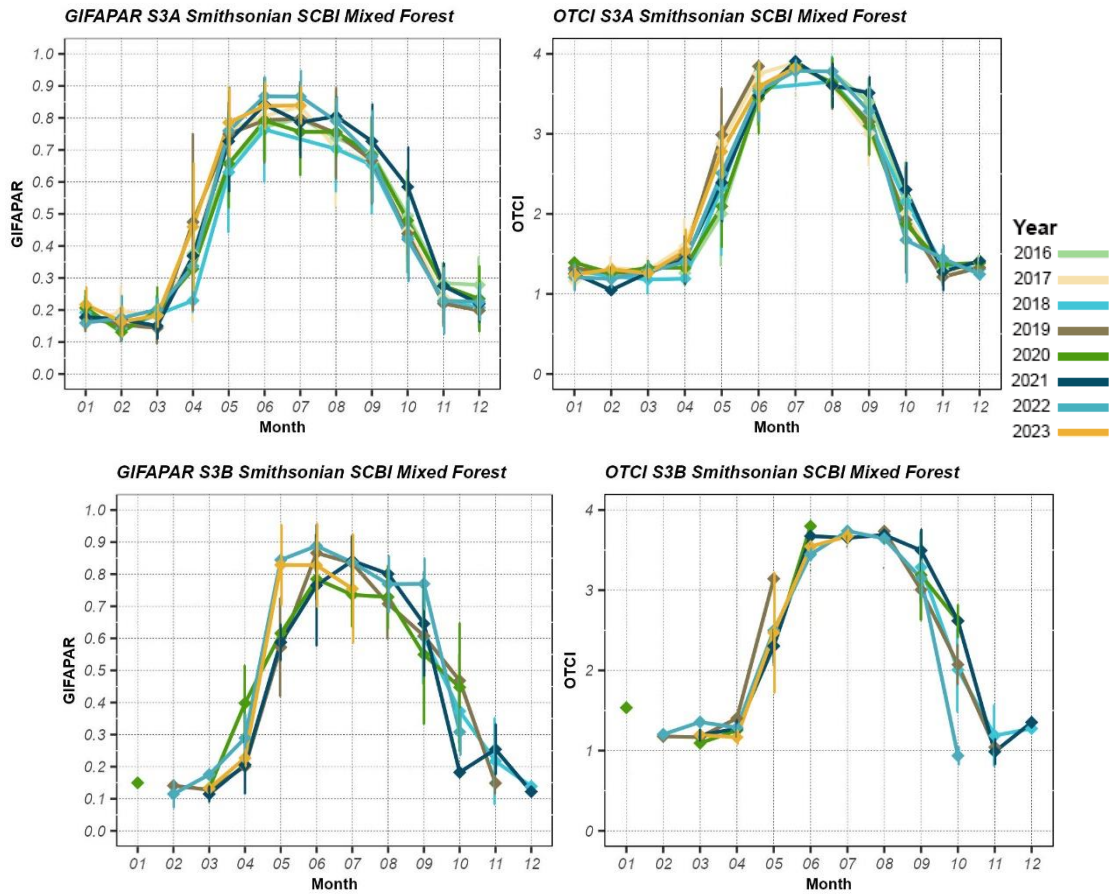 GIFAPAR S3A Smithsonian SCBI Mixed Forest
1.0
0.9
0.8
0.7
0.6
0.5
0.4
0.3
0.2
0.1
0.0
GIFAPAR
01 02 03 04 05 06 07 08 09 10 11 12
Month
OTCI S3A Smithsonian SCBI Mixed Forest
4
3
2
1
0
OTCI
01 02 03 04 05 06 07 08 09 10 11 12
Month
Year
2016
2017
2018
2019
2020
2021
2022
2023
GIFAPAR S3B Smithsonian SCBI Mixed Forest
1.0
0.9
0.8
0.7
0.6
0.5
0.4
0.3
0.2
0.1
0.0
GIFAPAR
01 02 03 04 05 06 07 08 09 10 11 12
Month
OTCI S3B Smithsonian SCBI Mixed Forest
4
3
2
1
0
OTCI
01 02 03 04 05 06 07 08 09 10 11 12
Month